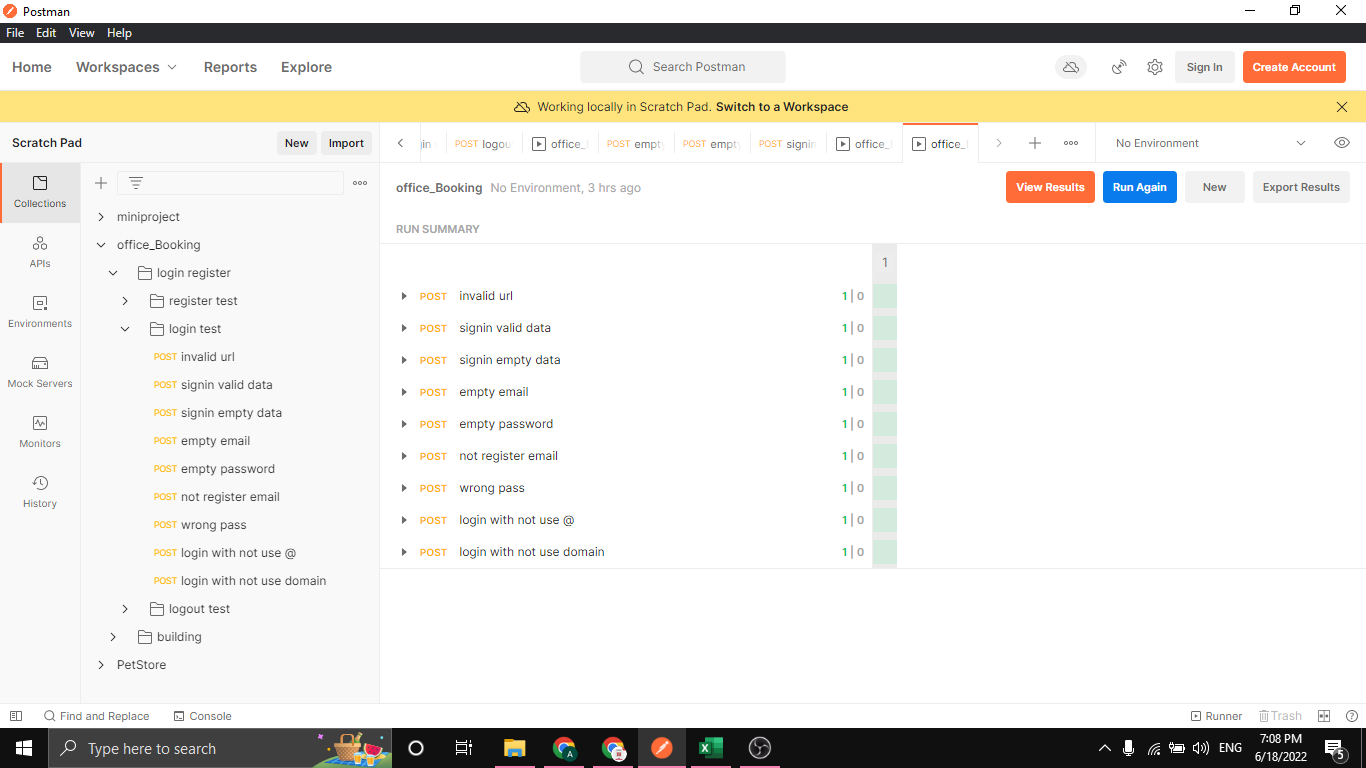 Postman
File Edit View Help
Home Workspaces Reports Explore Search Postman Sign In Create Account
Working locally in Scratch Pad. Switch to a Workspace
Scratch Pad New Import
POST logou office_ POST empt POST empt POST signin office_ office_ No Environment
Collections
APIs
Environments
Mock Servers
Monitors
History
miniproject
office_Booking
login register
register test
login test
POST invalid url
POST signin valid data
POST signin empty data
POST empty email
POST empty password
POST not register email
POST wrong pass
POST login with not use @
POST login with not use domain
logout test
building
PetStore
office_Booking No Environment, 3 hrs ago View Results Run Again New Export Results
RUN SUMMARY
1
POST invalid url 1 | 0
POST signin valid data 1 | 0
POST signin empty data 1 | 0
POST empty email 1 | 0
POST empty password 1 | 0
POST not register email 1 | 0
POST wrong pass 1 | 0
POST login with not use @ 1 | 0
POST login with not use domain 1 | 0
Find and Replace Console Runner Trash
Type here to search
A
ENG
7:08 PM
6/18/2022
5